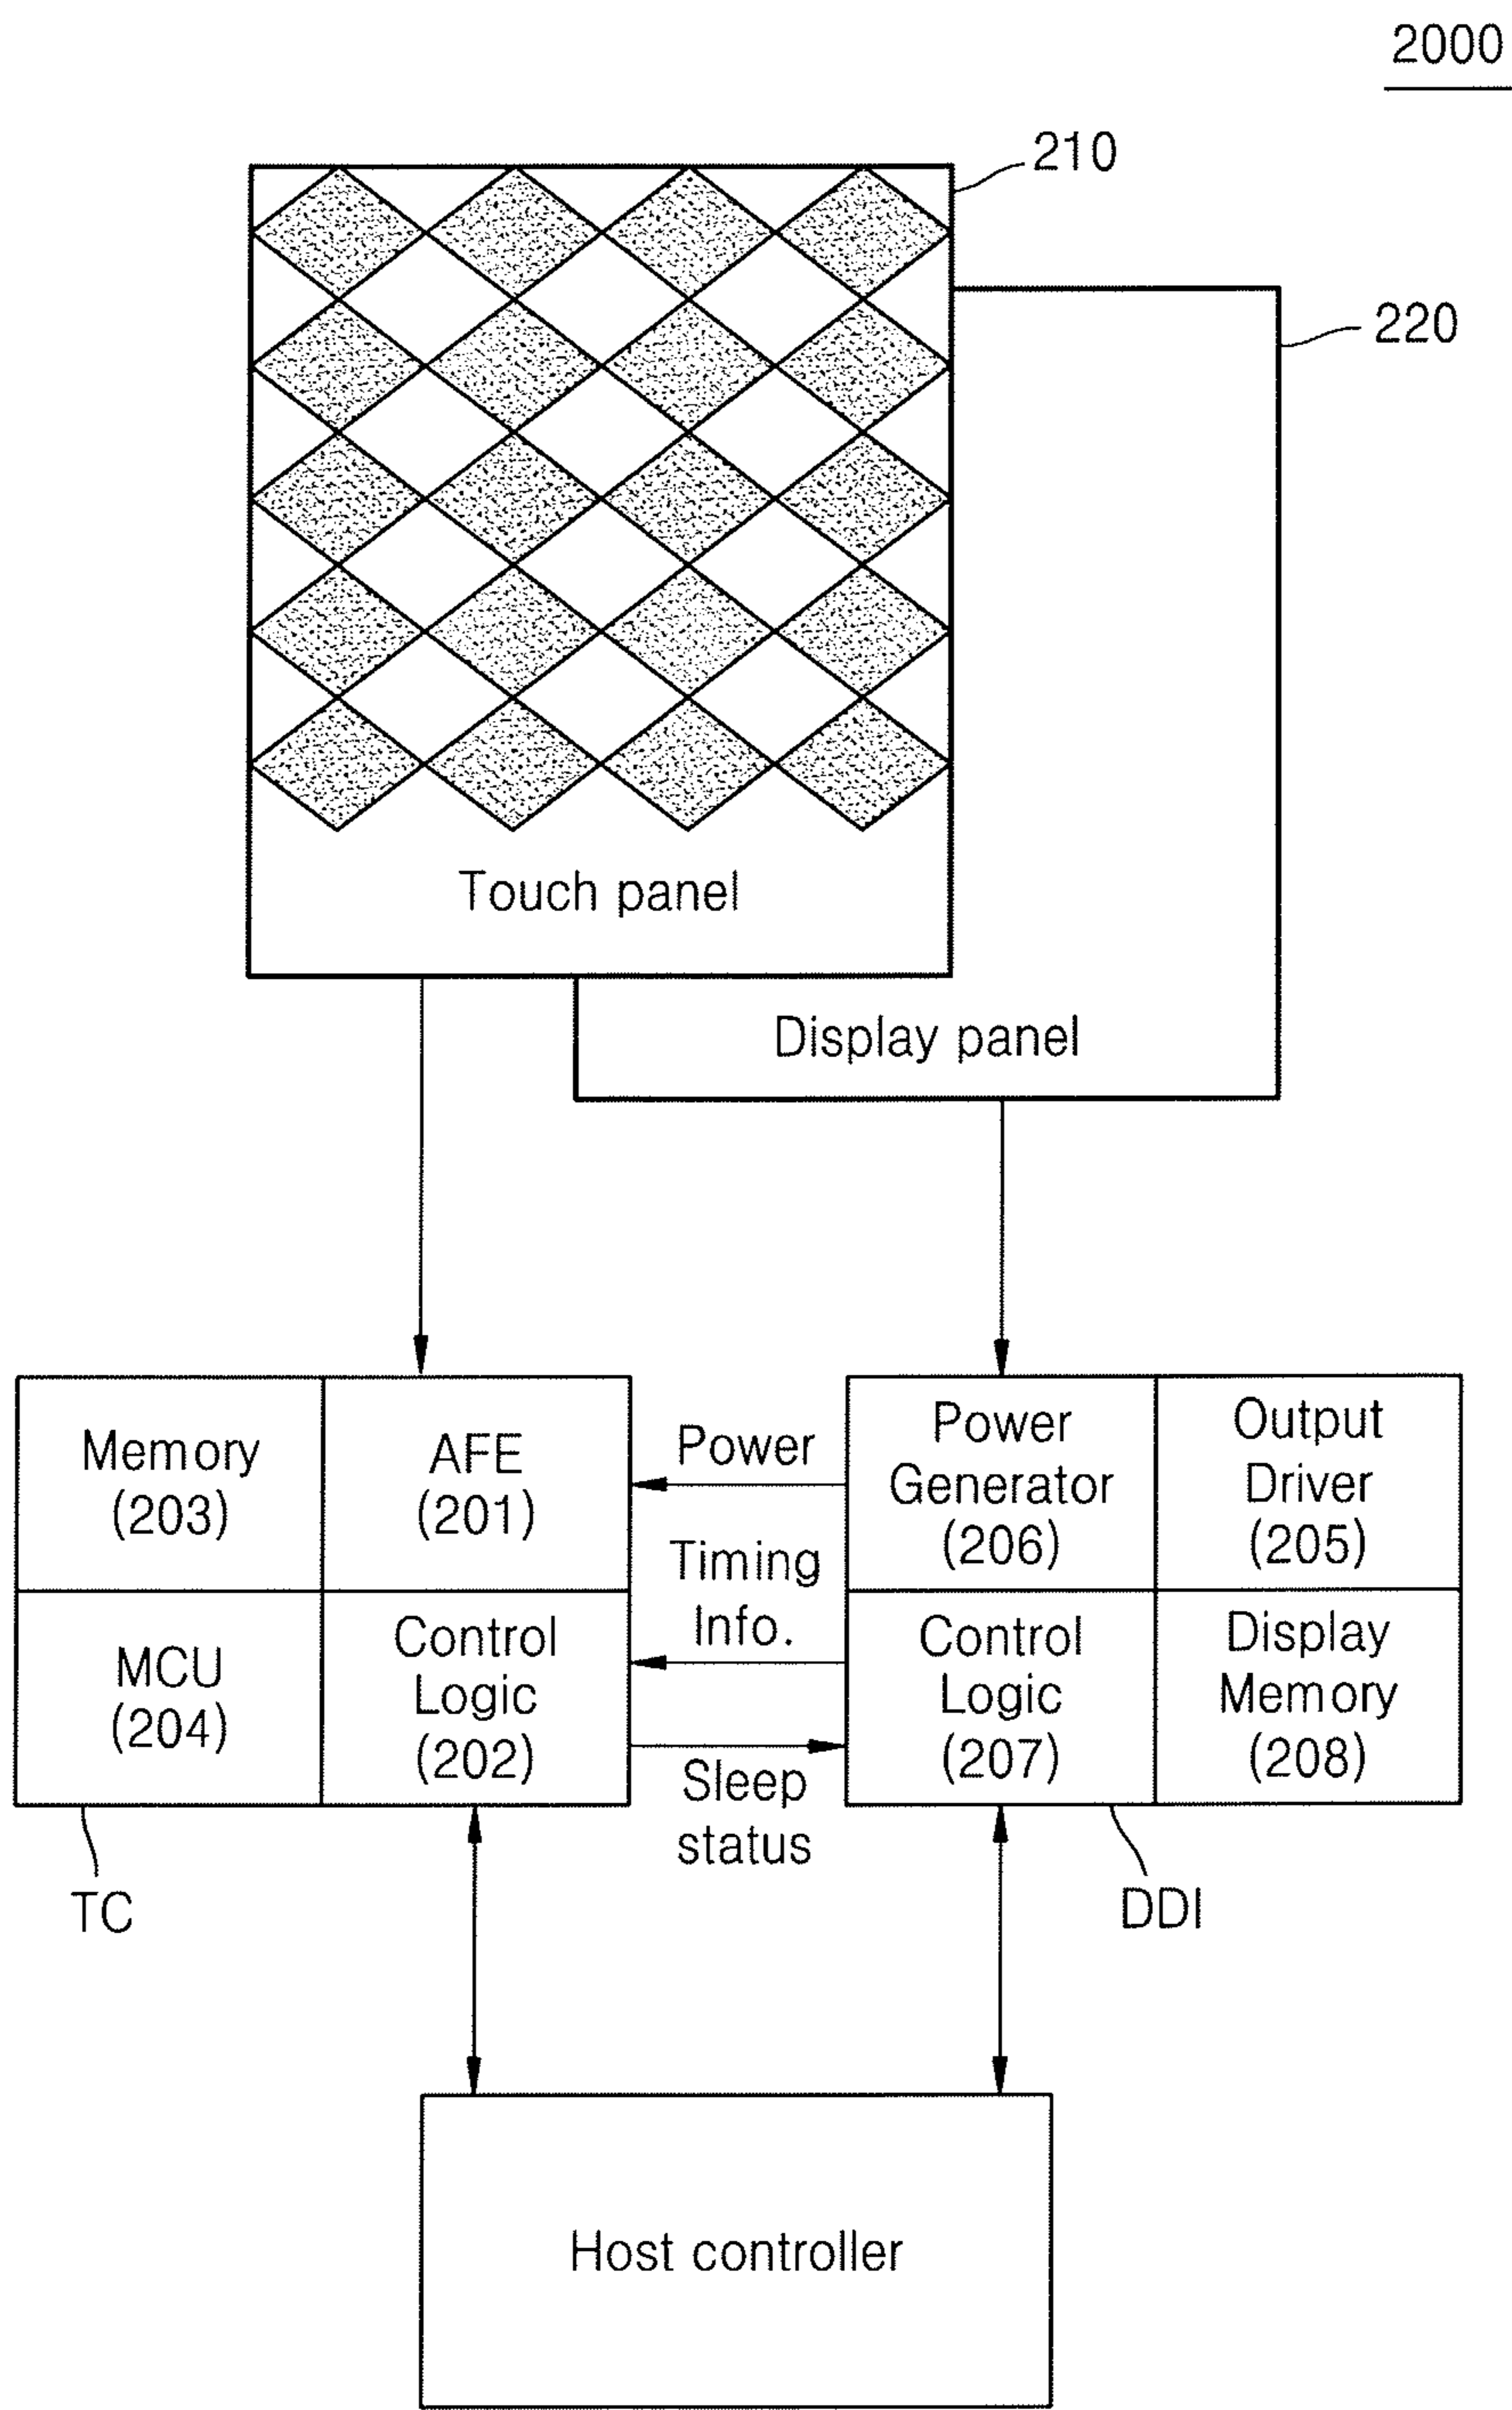 2000
210
220
Touch panel
Display panel
Memory
(203)
AFE
(201)
MCU
(204)
Control
Logic
(202)
Power
Timing
Info.
Sleep
status
Power
Generator
(206)
Output
Driver
(205)
Control
Logic
(207)
Display
Memory
(208)
TC
DDI
Host controller